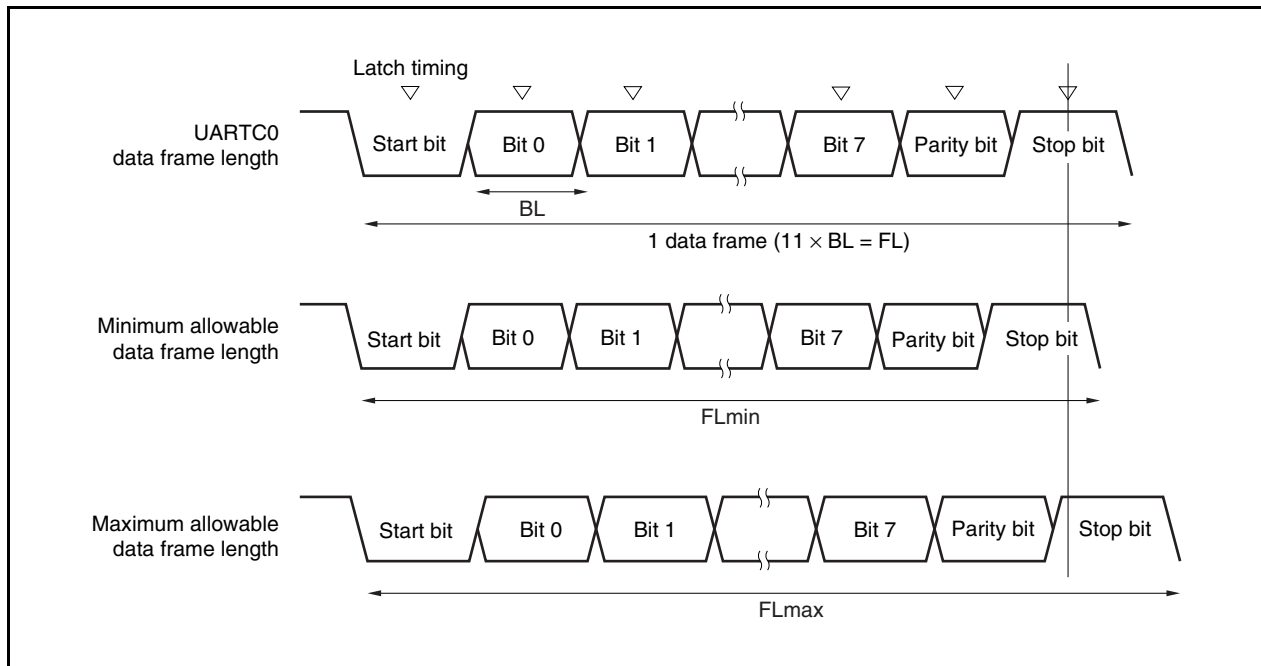 Latch timing
UARTC0
data frame length
Start bit Bit 0 Bit 1 Bit 7 Parity bit Stop bit
BL
1 data frame (11 × BL = FL)
Minimum allowable
data frame length
Start bit Bit 0 Bit 1 Bit 7 Parity bit Stop bit
FLmin
Maximum allowable
data frame length
Start bit Bit 0 Bit 1 Bit 7 Parity bit Stop bit
FLmax